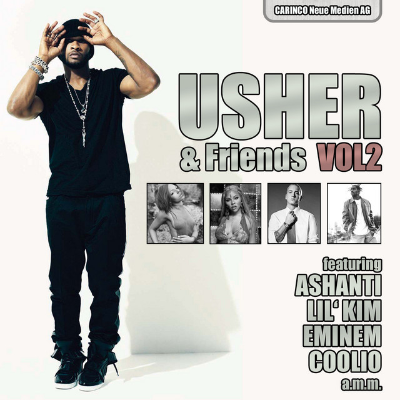 CARINCO Neue Medien AG
USHER
& Friends VOL2
featuring
ASHANTI
LIL' KIM
EMINEM
COOLIO
a.m.m.